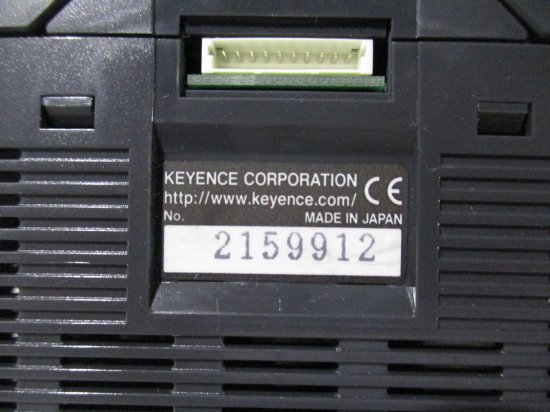 KEYENCE CORPORATION
http://www.keyence.com/ CE
No. MADE IN JAPAN
2159912